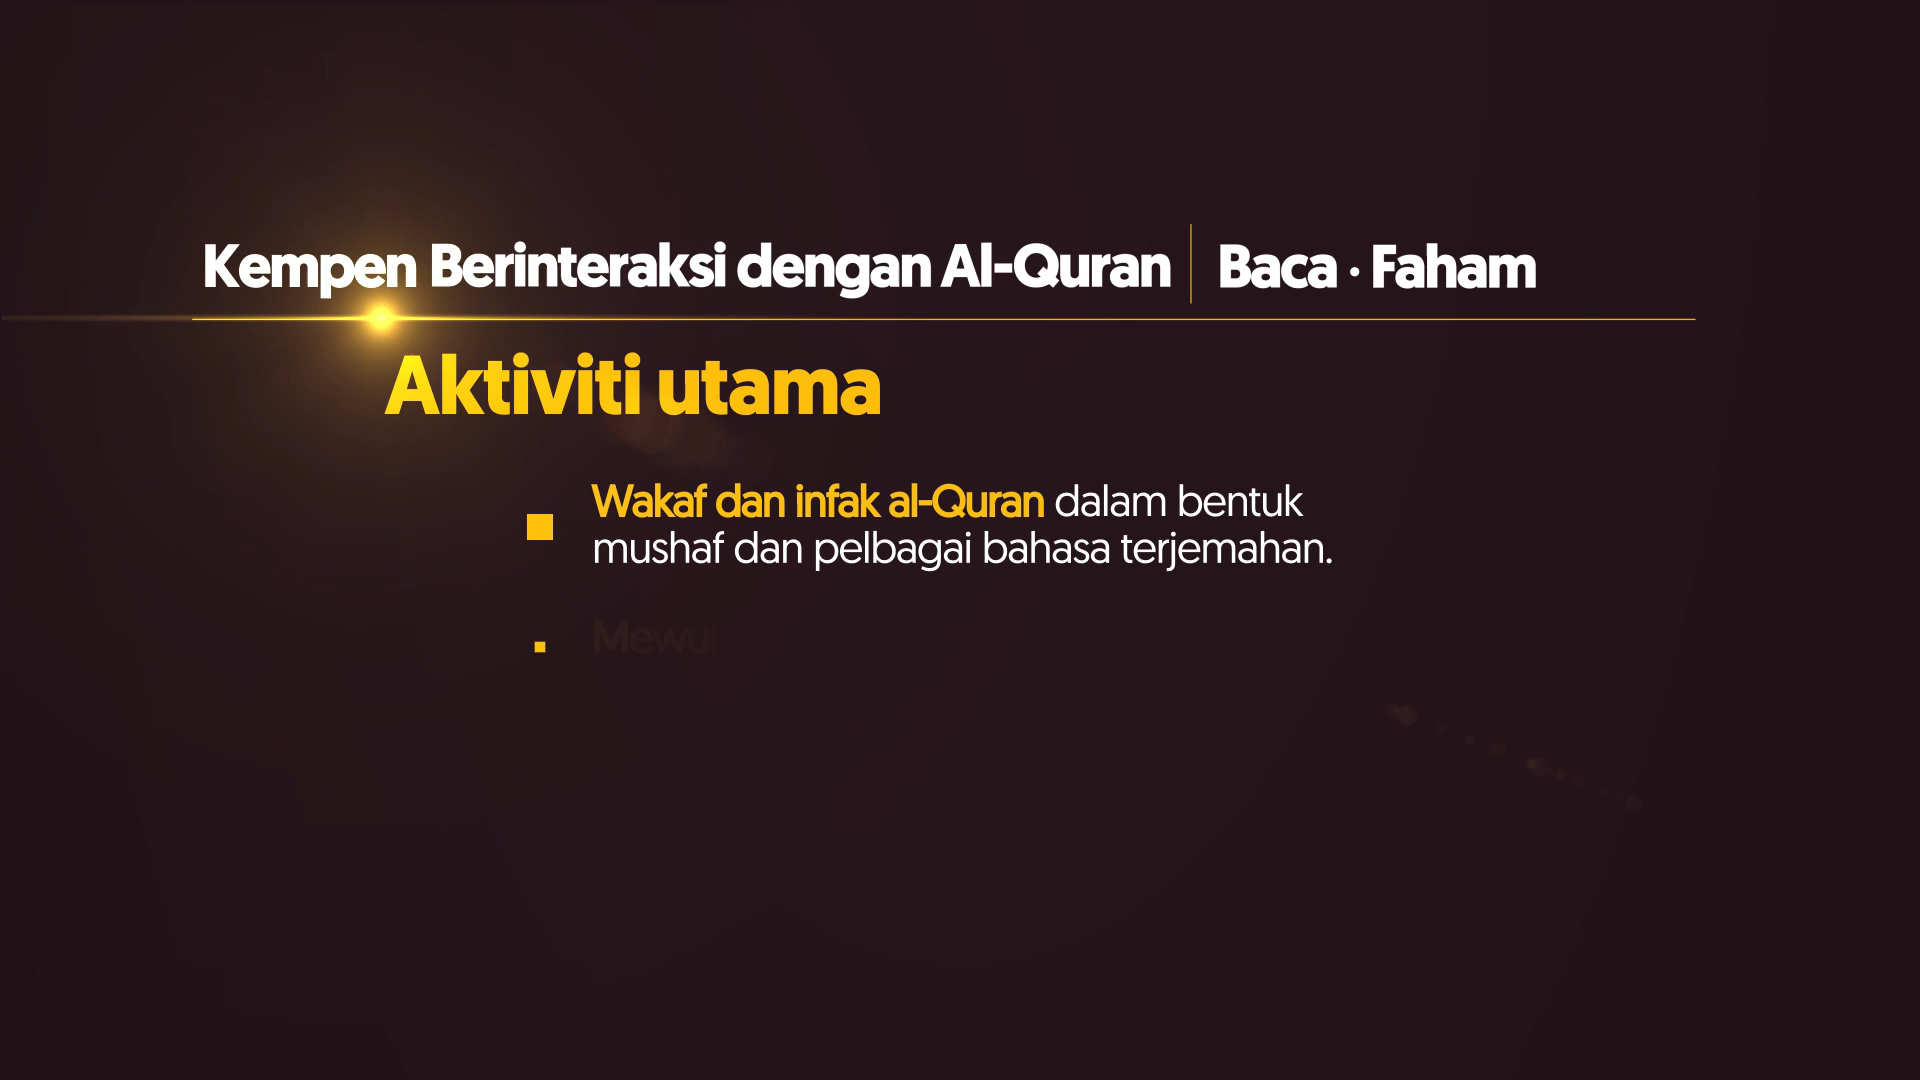 Kempen Berinteraksi dengan Al-Quran Baca · Faham
Aktiviti utama
Wakaf dan infak al-Quran dalam bentuk
mushaf dan pelbagai bahasa terjemahan.